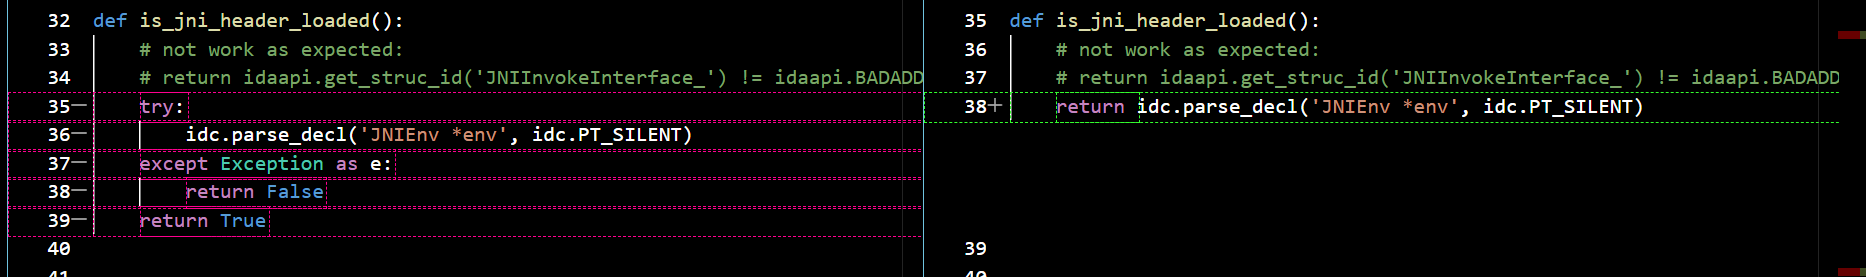 32 def is_jni_header_loaded():
33 # not work as expected:
34 # return idaapi.get_struc_id('JNIInvokeInterface_') != idaapi.BADADD
35— try:
36 idc.parse_decl('JNIEnv *env', idc.PT_SILENT)
37— except Exception as e:
38— return False
39— return True
40
41
35 def is_jni_header_loaded():
36 # not work as expected:
37 # return idaapi.get_struc_id('JNIInvokeInterface_') != idaapi.BADADD
38+ return idc.parse_decl('JNIEnv *env', idc.PT_SILENT)
39
40